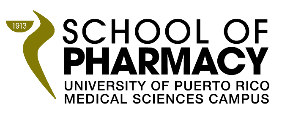 1913
SCHOOL OF
PHARMACY
UNIVERSITY OF PUERTO RICO
MEDICAL SCIENCES CAMPUS